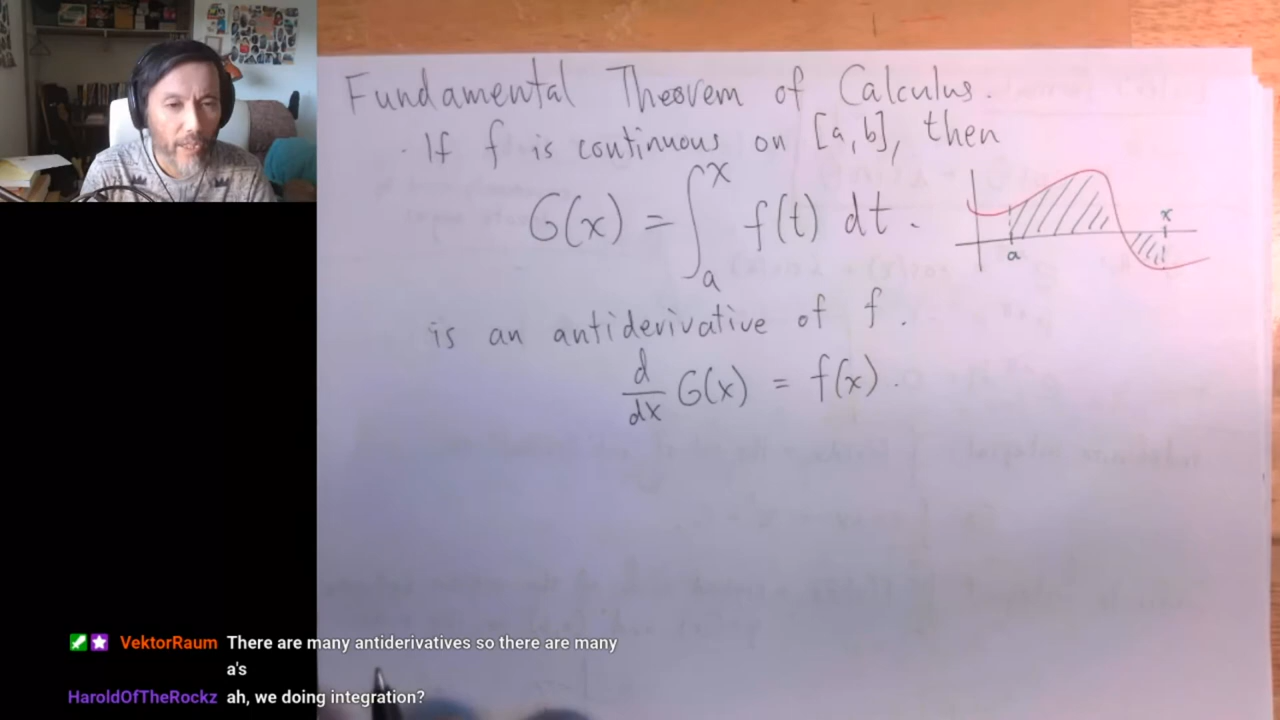 Fundamental Theorem of Calculus.
· If f is continuous on [a, b], then
G(x) = ∫_a^x f(t) dt.
a
x
is an antiderivative of f.
d/dx G(x) = f(x).
VektorRaum There are many antiderivatives so there are many
a's
HaroldOfTheRockz ah, we doing integration?